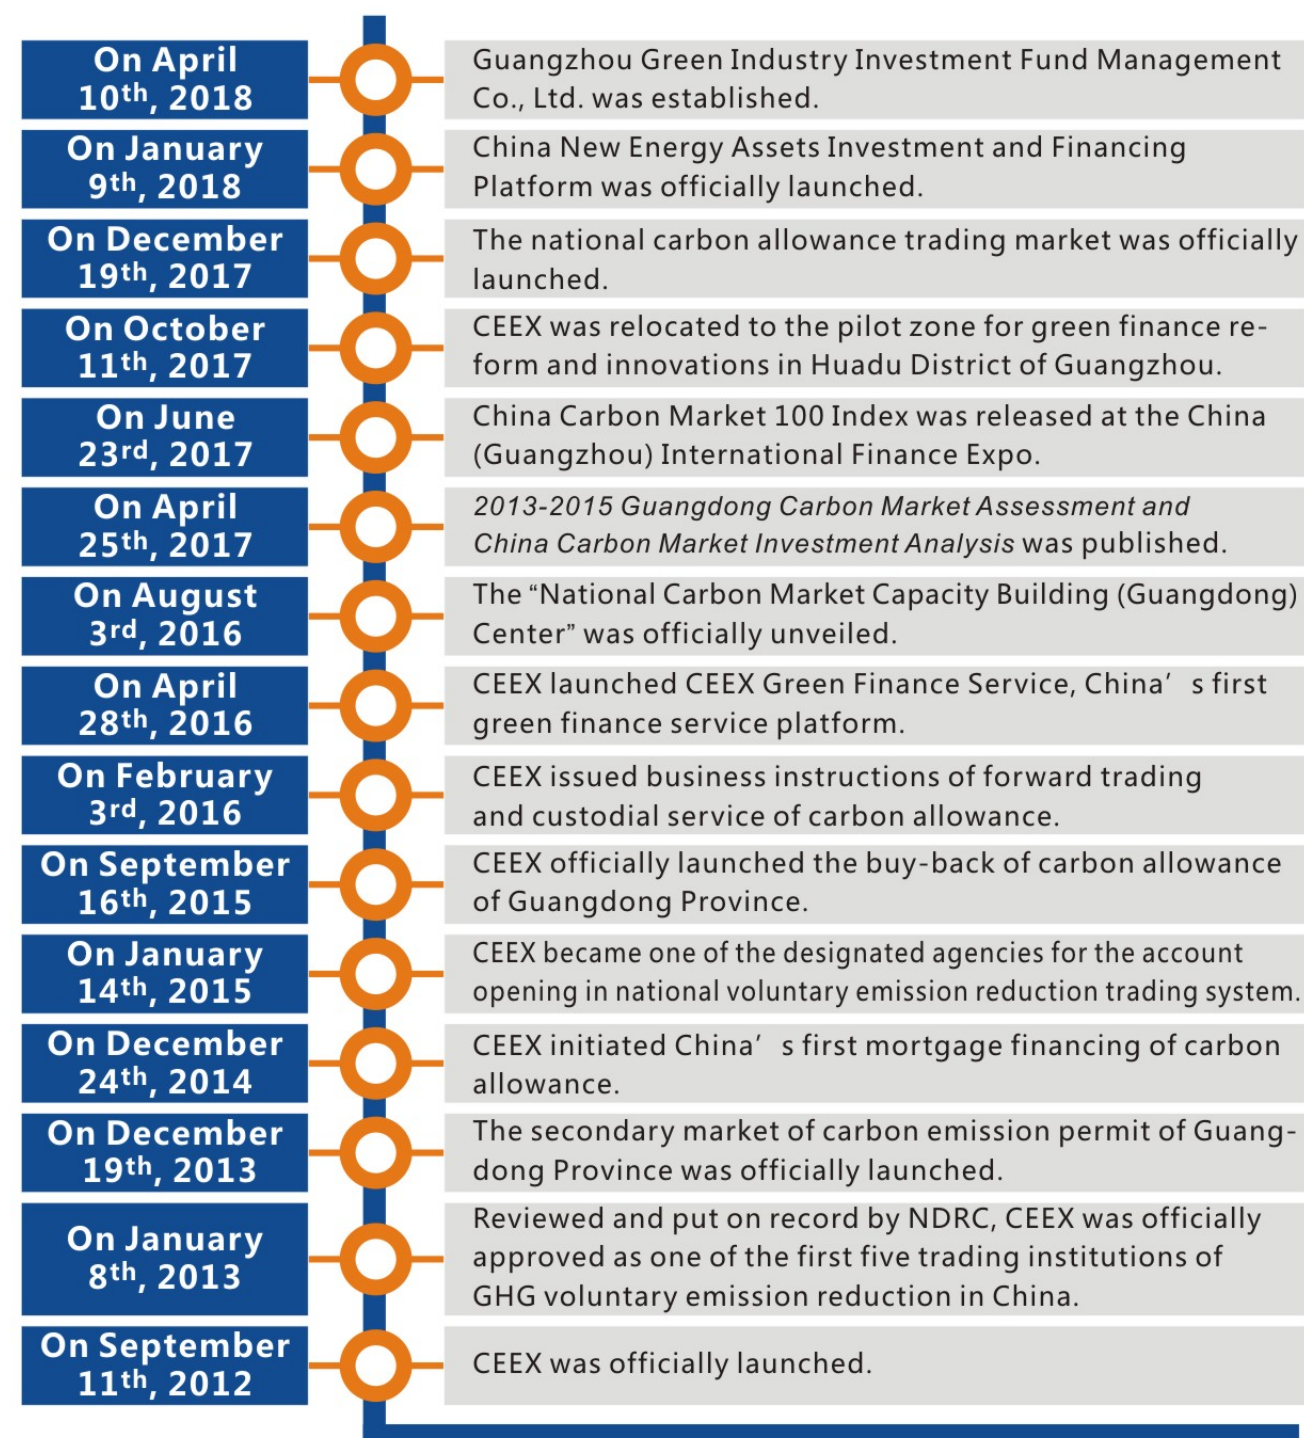 On April
10th, 2018
Guangzhou Green Industry Investment Fund Management
Co., Ltd. was established.
On January
9th, 2018
China New Energy Assets Investment and Financing
Platform was officially launched.
On December
19th, 2017
The national carbon allowance trading market was officially
launched.
On October
11th, 2017
CEEX was relocated to the pilot zone for green finance re-
form and innovations in Huadu District of Guangzhou.
On June
23rd, 2017
China Carbon Market 100 Index was released at the China
(Guangzhou) International Finance Expo.
On April
25th, 2017
2013-2015 Guangdong Carbon Market Assessment and
China Carbon Market Investment Analysis was published.
On August
3rd, 2016
The “National Carbon Market Capacity Building (Guangdong)
Center” was officially unveiled.
On April
28th, 2016
CEEX launched CEEX Green Finance Service, China’s first
green finance service platform.
On February
3rd, 2016
CEEX issued business instructions of forward trading
and custodial service of carbon allowance.
On September
16th, 2015
CEEX officially launched the buy-back of carbon allowance
of Guangdong Province.
On January
14th, 2015
CEEX became one of the designated agencies for the account
opening in national voluntary emission reduction trading system.
On December
24th, 2014
CEEX initiated China’s first mortgage financing of carbon
allowance.
On December
19th, 2013
The secondary market of carbon emission permit of Guang-
dong Province was officially launched.
On January
8th, 2013
Reviewed and put on record by NDRC, CEEX was officially
approved as one of the first five trading institutions of
GHG voluntary emission reduction in China.
On September
11th, 2012
CEEX was officially launched.